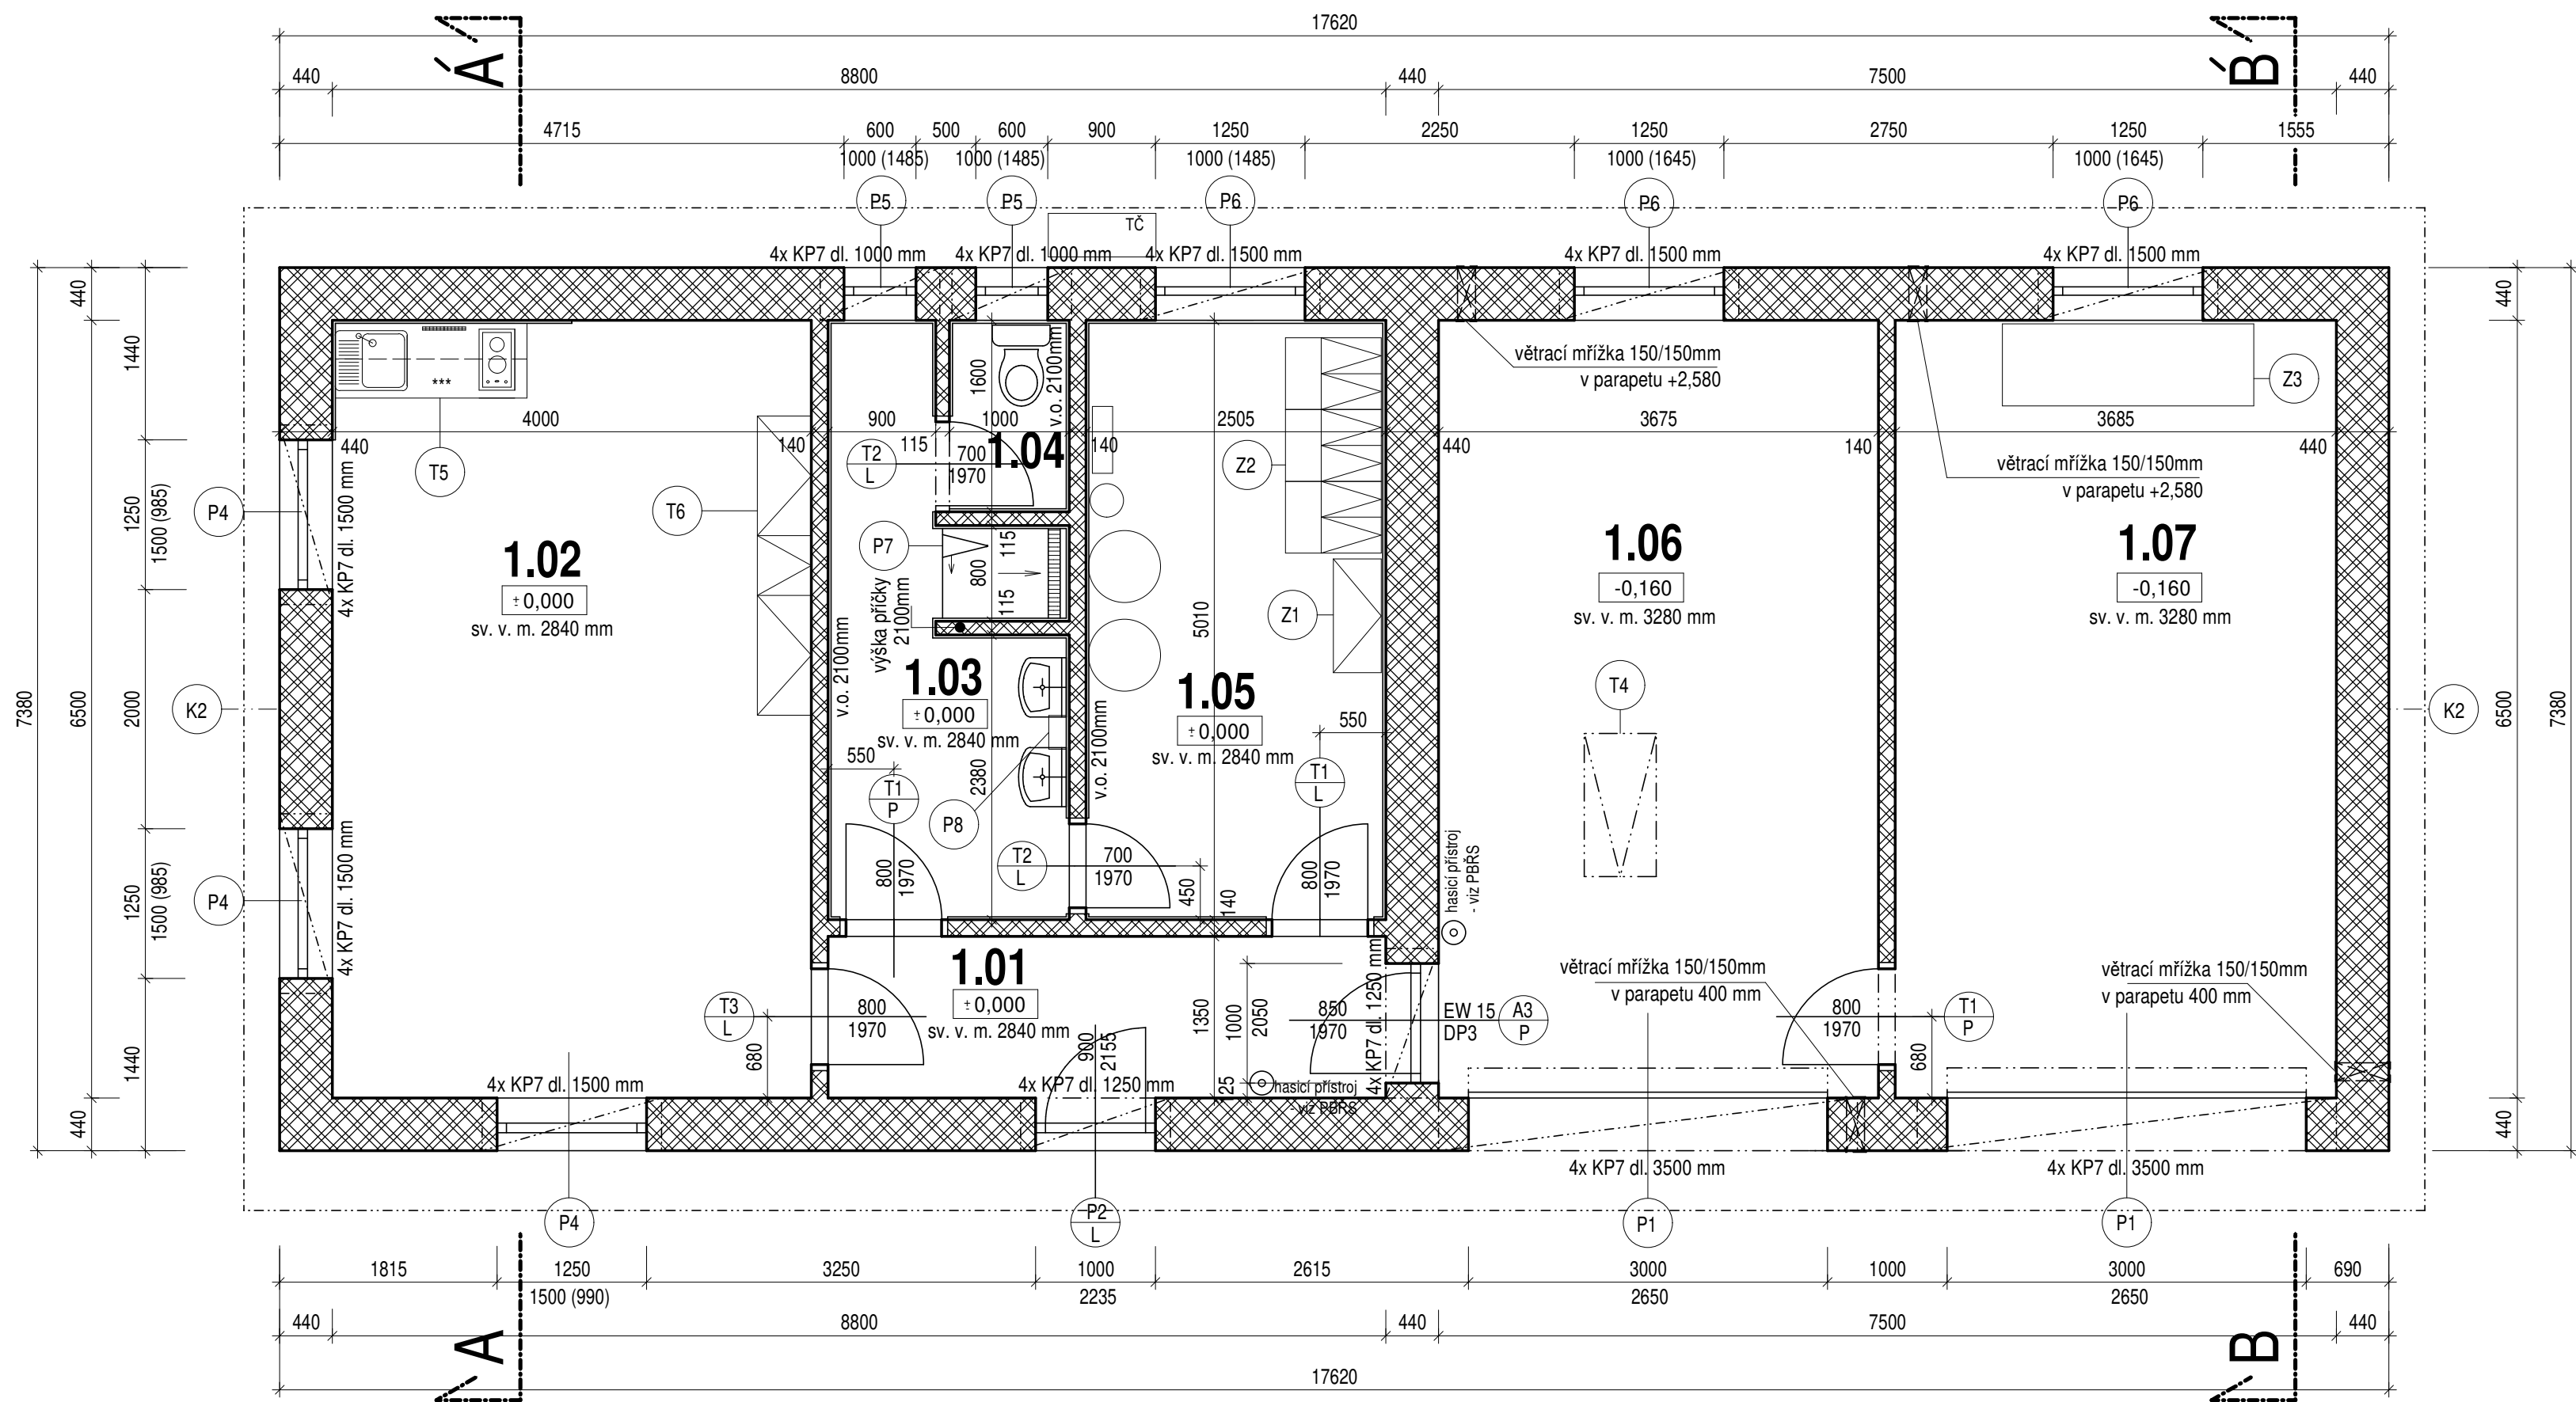 17620
440 8800 440 7500 440
4715 600 500 600 900 1250 2250 1250 2750 1250 1555
1000 (1485) 1000 (1485) 1000 (1485) 1000 (1645) 1000 (1645)
Á B́
P5 P5 P6 P6 P6
TČ
4x KP7 dl. 1000 mm 4x KP7 dl. 1000 mm 4x KP7 dl. 1500 mm 4x KP7 dl. 1500 mm 4x KP7 dl. 1500 mm
7380
6500
440
1440
1250
1500 (985)
2000
1250
1500 (985)
1440
440
P4
K2
P4
4x KP7 dl. 1500 mm
4x KP7 dl. 1500 mm
***
T5
4000
440
140
T6
1.02
±0,000
sv. v. m. 2840 mm
900
115
1000
1600
v.o. 2100mm
1.04
T2
L
700
1970
140
P7
115
800
115
výška příčky
2100mm
v.o. 2100mm
1.03
±0,000
sv. v. m. 2840 mm
550
T1
P
800
1970
2380
P8
T2
L
700
1970
450
140
2505
Z2
Z1
5010
1.05
±0,000
sv. v. m. 2840 mm
v.o. 2100mm
550
T1
L
800
1970
větrací mřížka 150/150mm
v parapetu +2,580
3675
440
140
1.06
-0,160
sv. v. m. 3280 mm
T4
hasicí přístroj
- viz PBŘS
větrací mřížka 150/150mm
v parapetu 400 mm
Z3
3685
440
větrací mřížka 150/150mm
v parapetu +2,580
1.07
-0,160
sv. v. m. 3280 mm
větrací mřížka 150/150mm
v parapetu 400 mm
800
1970
T1
P
680
1.01
±0,000
sv. v. m. 2840 mm
T3
L
800
1970
680
900
2155
1350
1000
2050
25
850
1970
4x KP7 dl. 1250 mm
EW 15
DP3
A3
P
hasicí přístroj
- viz PBŘS
4x KP7 dl. 1500 mm 4x KP7 dl. 1250 mm
4x KP7 dl. 3500 mm 4x KP7 dl. 3500 mm
440
6500
440
7380
K2
P4
P2
L
P1
P1
1815 1250 3250 1000 2615 3000 1000 3000 690
1500 (990) 2235 2650 2650
440 8800 440 7500 440
A B
17620